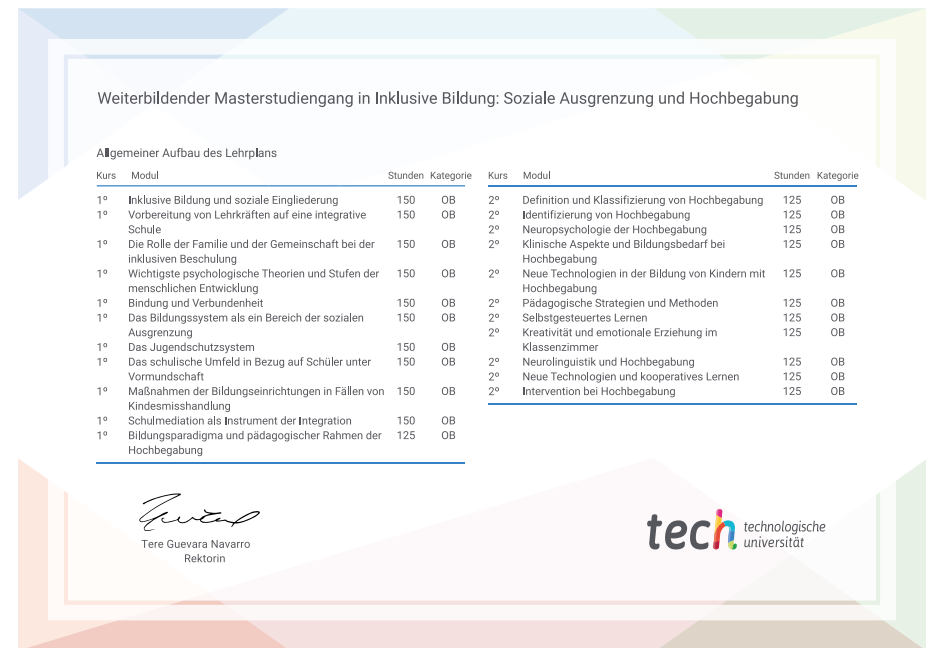 Weiterbildender Masterstudiengang in Inklusive Bildung: Soziale Ausgrenzung und Hochbegabung
Allgemeiner Aufbau des Lehrplans
Kurs Modul Stunden Kategorie
1º Inklusive Bildung und soziale Eingliederung 150 OB
1º Vorbereitung von Lehrkräften auf eine integrative 150 OB
Schule
1º Die Rolle der Familie und der Gemeinschaft bei der 150 OB
inklusiven Beschulung
1º Wichtigste psychologische Theorien und Stufen der 150 OB
menschlichen Entwicklung
1º Bindung und Verbundenheit 150 OB
1º Das Bildungssystem als ein Bereich der sozialen 150 OB
Ausgrenzung
1º Das Jugendschutzsystem 150 OB
1º Das schulische Umfeld in Bezug auf Schüler unter 150 OB
Vormundschaft
1º Maßnahmen der Bildungseinrichtungen in Fällen von 150 OB
Kindesmisshandlung
1º Schulmediation als Instrument der Integration 150 OB
1º Bildungsparadigma und pädagogischer Rahmen der 125 OB
Hochbegabung
Kurs Modul Stunden Kategorie
2º Definition und Klassifizierung von Hochbegabung 125 OB
2º Identifizierung von Hochbegabung 125 OB
2º Neuropsychologie der Hochbegabung 125 OB
2º Klinische Aspekte und Bildungsbedarf bei 125 OB
Hochbegabung
2º Neue Technologien in der Bildung von Kindern mit 125 OB
Hochbegabung
2º Pädagogische Strategien und Methoden 125 OB
2º Selbstgesteuertes Lernen 125 OB
2º Kreativität und emotionale Erziehung im 125 OB
Klassenzimmer
2º Neurolinguistik und Hochbegabung 125 OB
2º Neue Technologien und kooperatives Lernen 125 OB
2º Intervention bei Hochbegabung 125 OB
Tere Guevara Navarro
Rektorin
tech technologische
universität